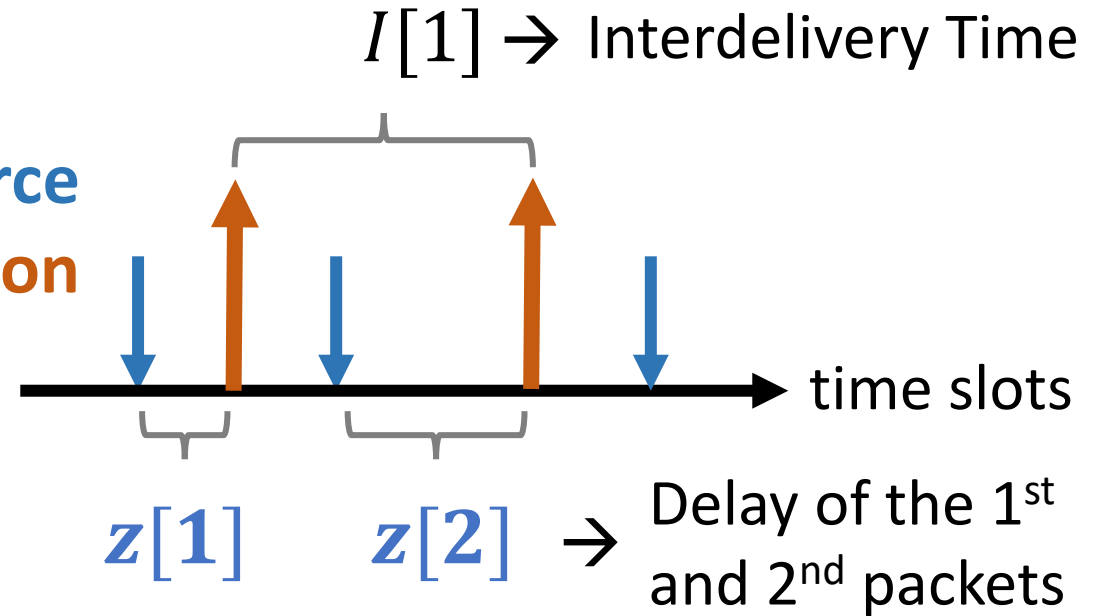 I[1] → Interdelivery Time
rce
on
time slots
z[1] z[2] → Delay of the 1st
and 2nd packets